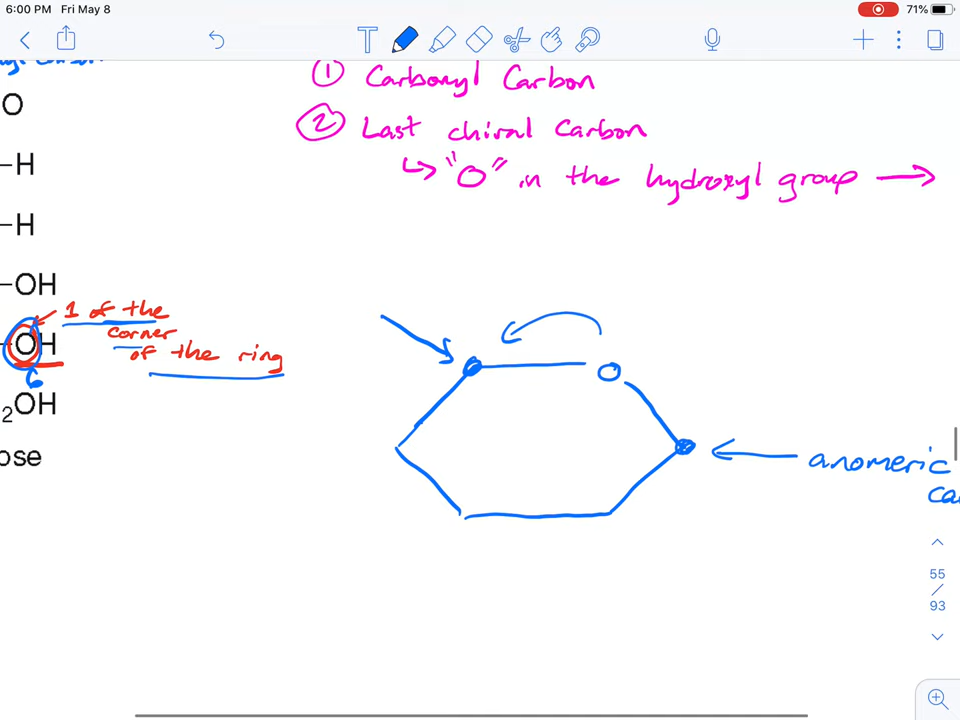 6:00 PM Fri May 8
71%
T
① Carbonyl Carbon
② Last chiral Carbon
↳ "O" in the hydroxyl group →
O
–H
–H
–OH
1 of the
corner
of the ring
OH
6
2OH
ose
O
anomeric
ca
55
/
93